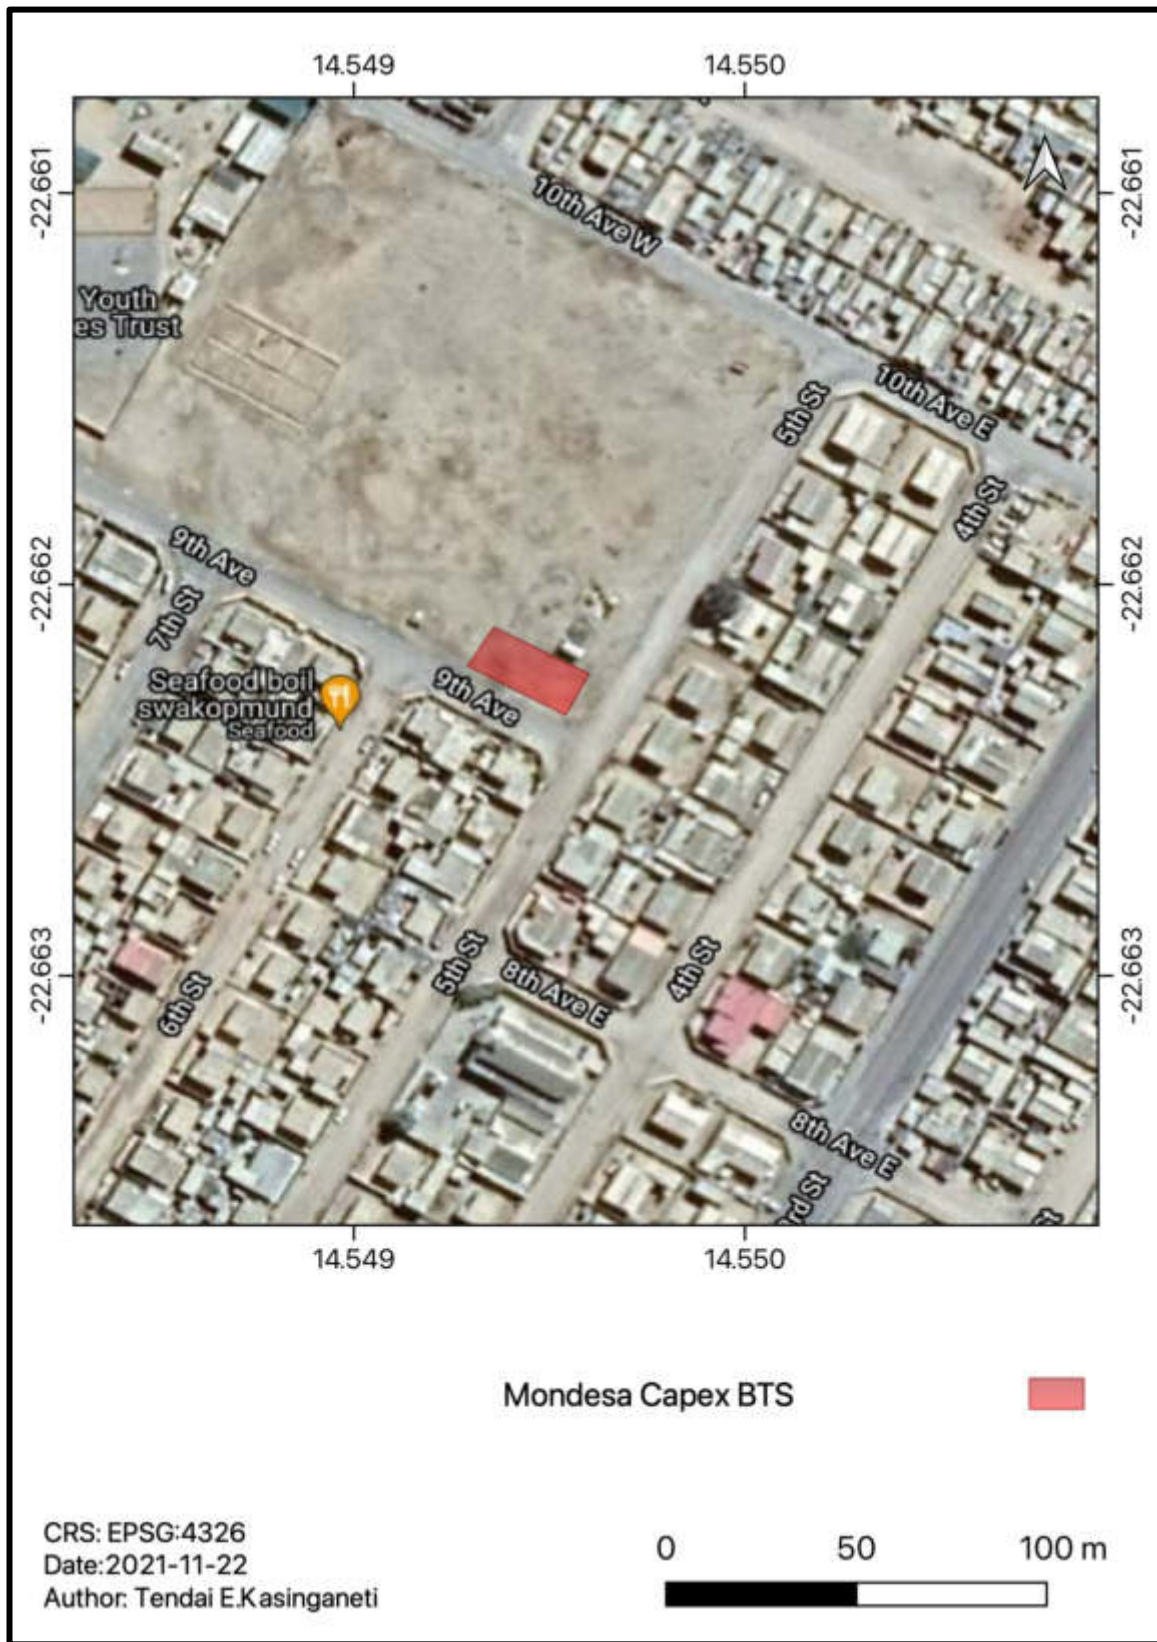 14.549
14.550
-22.661
-22.661
10th Ave W
Youth
es Trust
10th Ave E
5th St
4th St
-22.662
-22.662
9th Ave
7th St
Seafood boil
swakopmund
Seafood
9th Ave
-22.663
-22.663
5th St
4th St
8th Ave E
6th St
8th Ave E
3rd St
St
14.549
14.550
Mondesa Capex BTS
CRS: EPSG:4326
Date:2021-11-22
Author: Tendai E.Kasinganeti
0 50 100 m